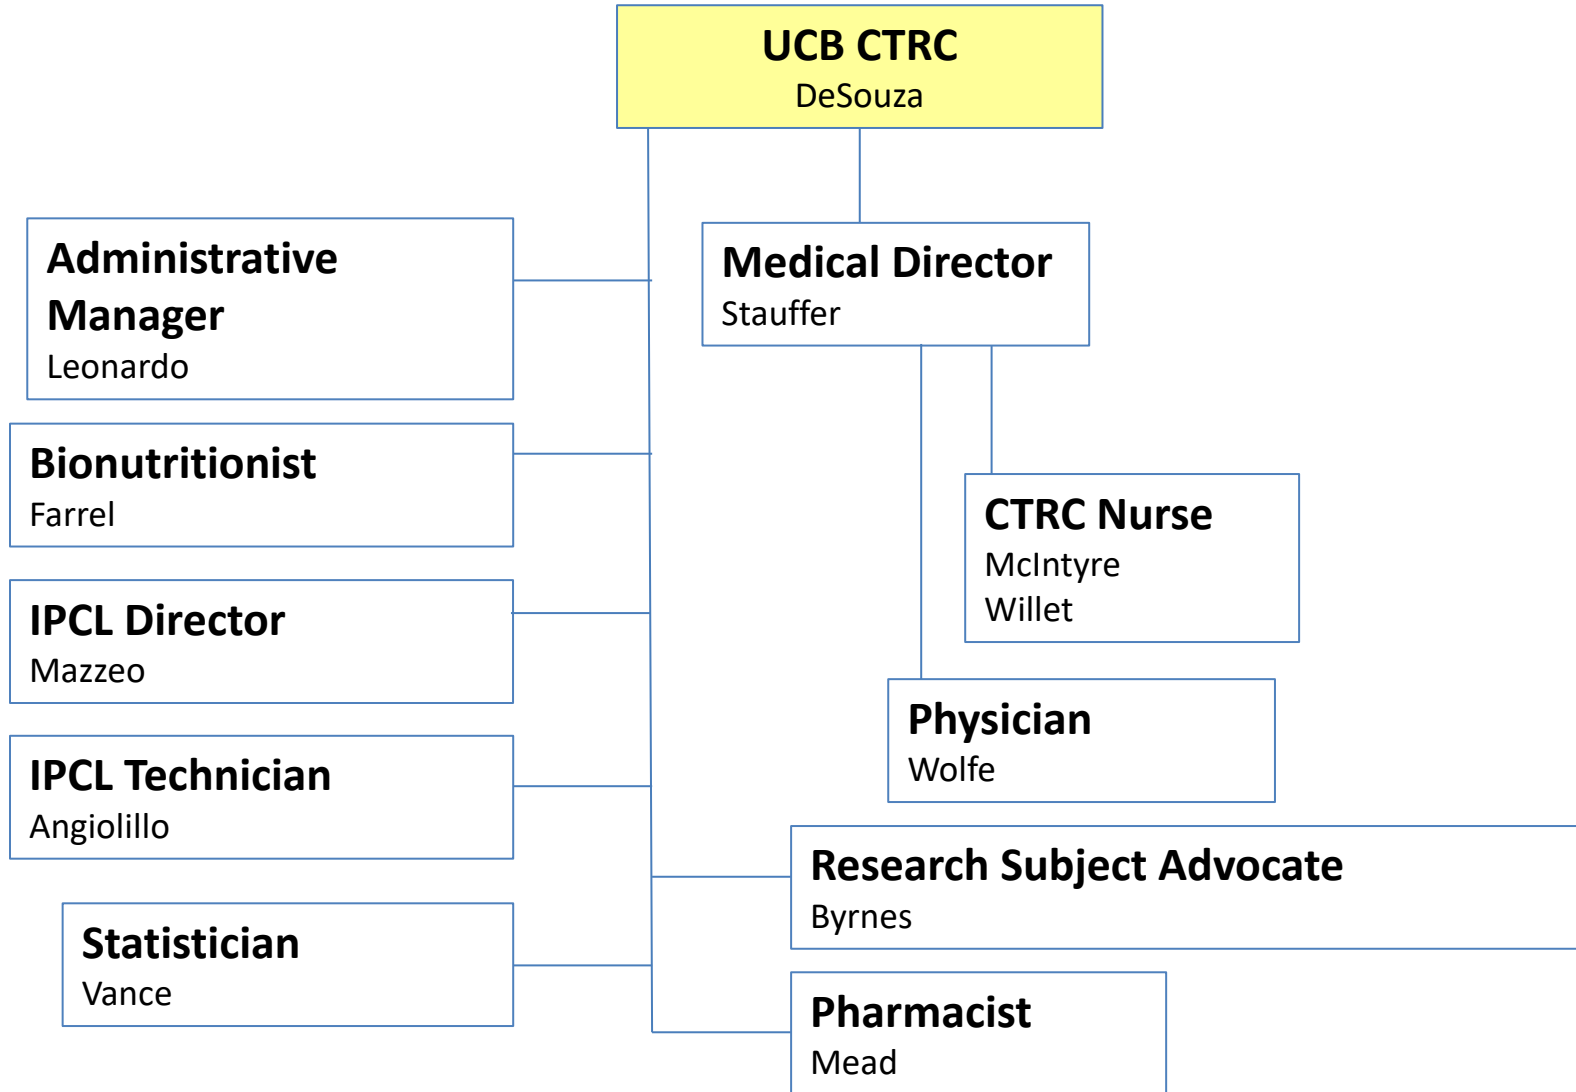 UCB CTRC
DeSouza
Administrative
Manager
Leonardo
Medical Director
Stauffer
Bionutritionist
Farrel
CTRC Nurse
McIntyre
Willet
IPCL Director
Mazzeo
Physician
Wolfe
IPCL Technician
Angiolillo
Research Subject Advocate
Byrnes
Statistician
Vance
Pharmacist
Mead